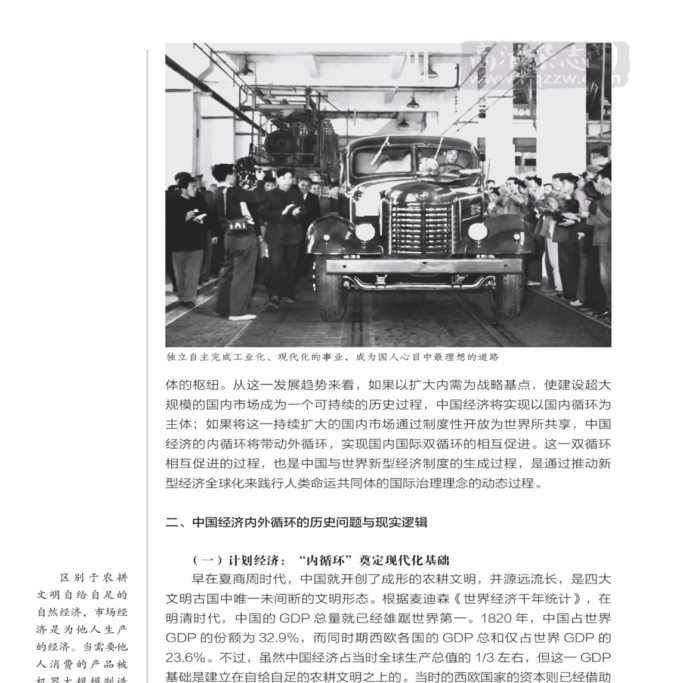 高清杂志网
www.hqzzw.com
独立自主完成工业化、现代化的事业，成为国人心目中最理想的道路
体的枢纽。从这一发展趋势来看，如果以扩大内需为战略基点，使建设超大
规模的国内市场成为一个可持续的历史过程，中国经济将实现以国内循环为
主体；如果将这一持续扩大的国内市场通过制度性开放为世界所共享，中国
经济的内循环将带动外循环，实现国内国际双循环的相互促进。这一双循环
相互促进的过程，也是中国与世界新型经济制度的生成过程，是通过推动新
型经济全球化来践行人类命运共同体的国际治理理念的动态过程。
二、中国经济内外循环的历史问题与现实逻辑
（一）计划经济：“内循环”奠定现代化基础
早在夏商周时代，中国就开创了成形的农耕文明，并源远流长，是四大
文明古国中唯一未间断的文明形态。根据麦迪森《世界经济千年统计》，在
明清时代，中国的 GDP 总量就已经雄踞世界第一。1820 年，中国占世界
GDP 的份额为 32.9%，而同时期西欧各国的 GDP 总和仅占世界 GDP 的
23.6%。不过，虽然中国经济占当时全球生产总值的 1/3 左右，但这一 GDP
基础是建立在自给自足的农耕文明之上的。当时的西欧国家的资本则已经借助
区别于农耕
文明自给自足的
自然经济，市场经
济是为他人生产
的经济。当需要他
人消费的产品被
机器大规模制造